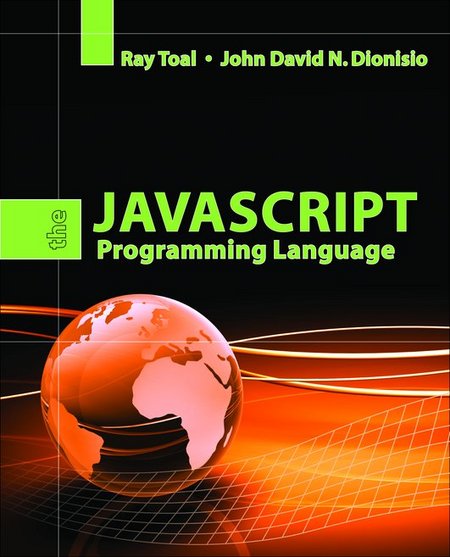 Ray Toal • John David N. Dionisio
the
JAVASCRIPT
Programming Language